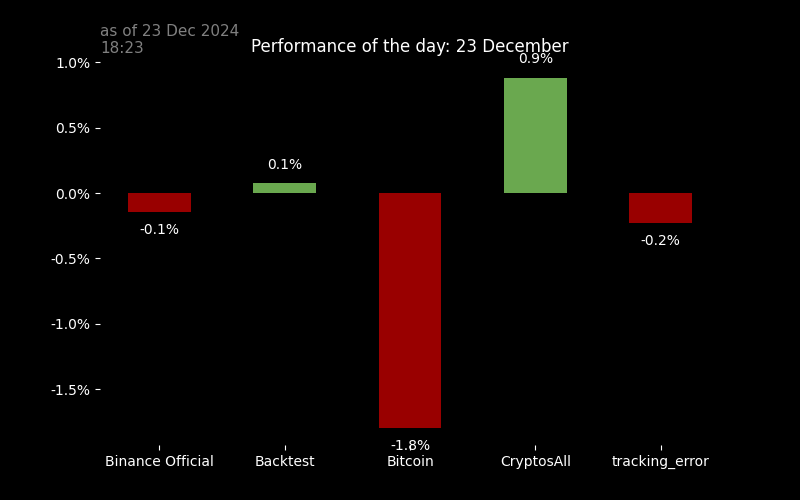 as of 23 Dec 2024
18:23
Performance of the day: 23 December
1.0%
0.5%
0.0%
-0.5%
-1.0%
-1.5%
-0.1%
0.1%
-1.8%
0.9%
-0.2%
Binance Official
Backtest
Bitcoin
CryptosAll
tracking_error